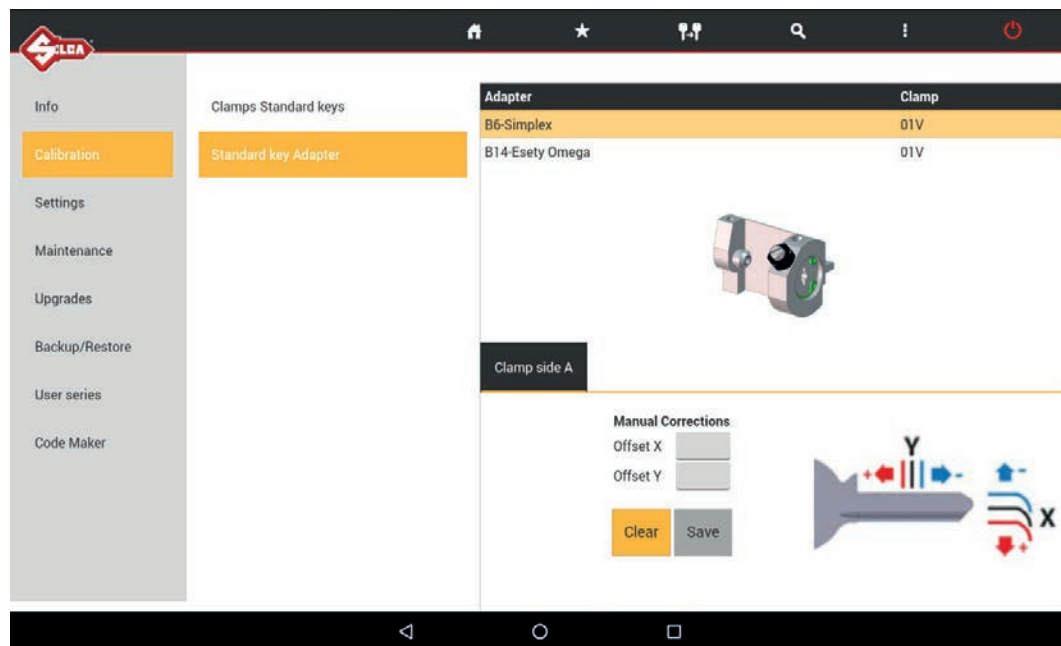 SILCA
Info
Calibration
Settings
Maintenance
Upgrades
Backup/Restore
User series
Code Maker
Clamps Standard keys
Standard key Adapter
Adapter Clamp
B6-Simplex 01V
B14-Esety Omega 01V
Clamp side A
Manual Corrections
Offset X
Offset Y
Clear Save
Y
+ -
-
X
+